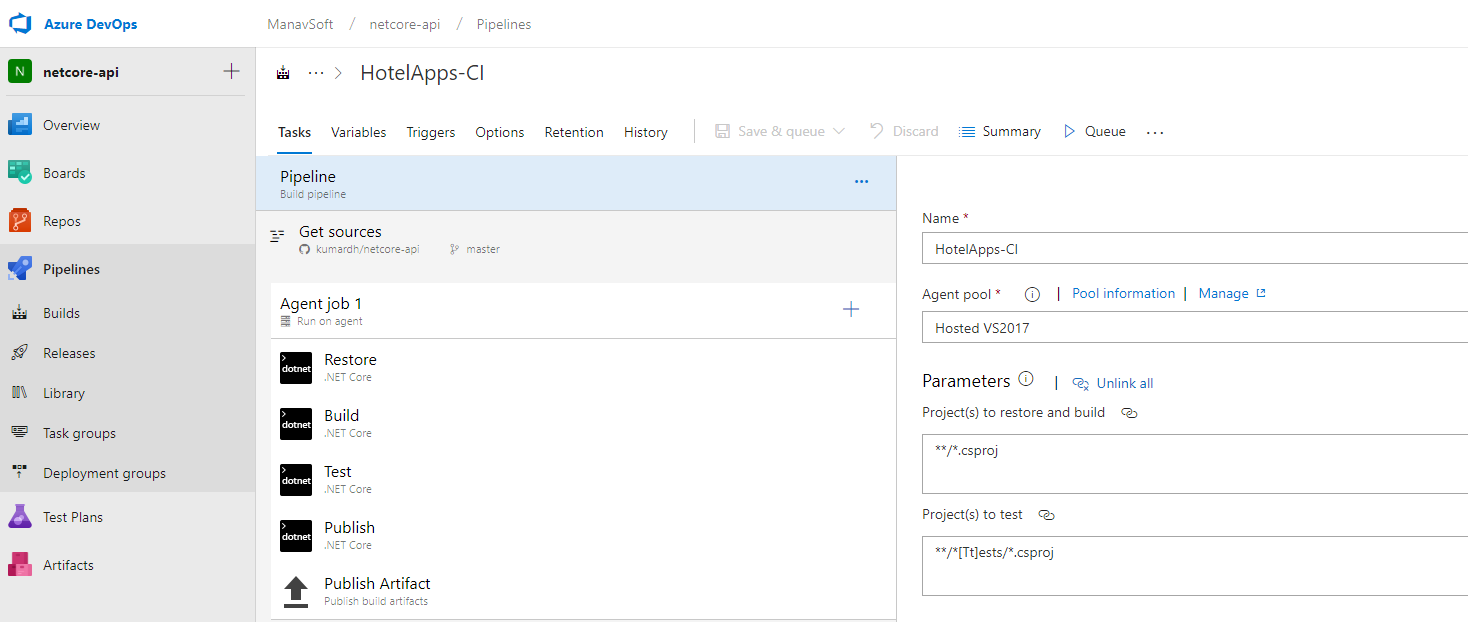 Azure DevOps
ManavSoft / netcore-api / Pipelines
N netcore-api
Overview
Boards
Repos
Pipelines
Builds
Releases
Library
Task groups
Deployment groups
Test Plans
Artifacts
... > HotelApps-CI
Tasks Variables Triggers Options Retention History Save & queue Discard Summary Queue ...
Pipeline
Build pipeline
Get sources
kumardh/netcore-api master
Agent job 1
Run on agent
dotnet Restore
.NET Core
dotnet Build
.NET Core
dotnet Test
.NET Core
dotnet Publish
.NET Core
Publish Artifact
Publish build artifacts
Name *
HotelApps-CI
Agent pool * | Pool information | Manage
Hosted VS2017
Parameters | Unlink all
Project(s) to restore and build
**/*.csproj
Project(s) to test
**/*[Tt]ests/*.csproj